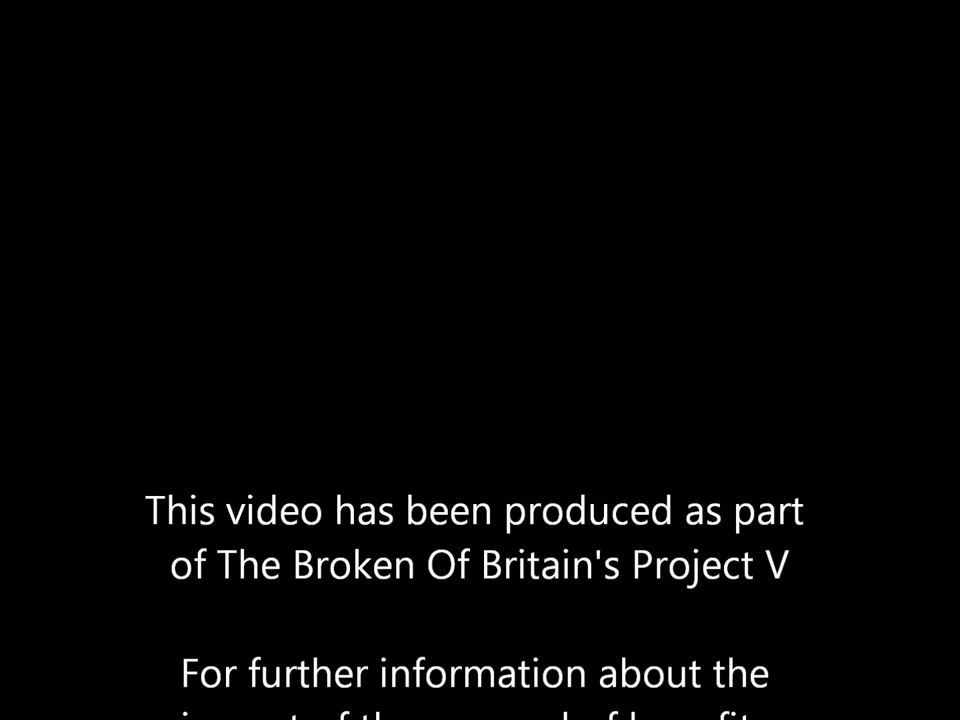 This video has been produced as part
of The Broken Of Britain's Project V
For further information about the